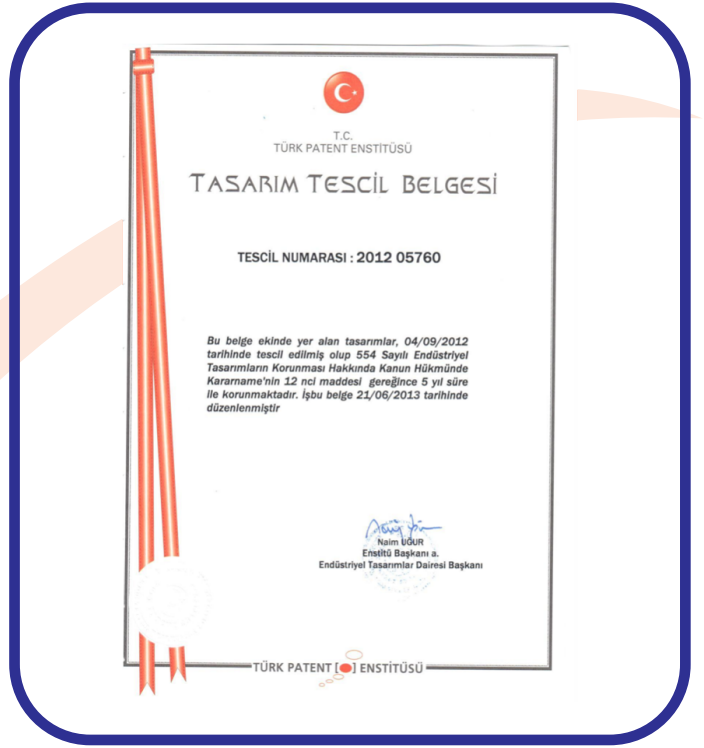 T.C.
TÜRK PATENT ENSTİTÜSÜ
TASARIM TESCİL BELGESİ
TESCİL NUMARASI : 2012 05760
Bu belge ekinde yer alan tasarımlar, 04/09/2012
tarihinde tescil edilmiş olup 554 Sayılı Endüstriyel
Tasarımların Korunması Hakkında Kanun Hükmünde
Kararname'nin 12 nci maddesi gereğince 5 yıl süre
ile korunmaktadır. İşbu belge 21/06/2013 tarihinde
düzenlenmiştir
Naim UĞUR
Enstitü Başkanı a.
Endüstriyel Tasarımlar Dairesi Başkanı
TÜRK PATENT [ ] ENSTİTÜSÜ